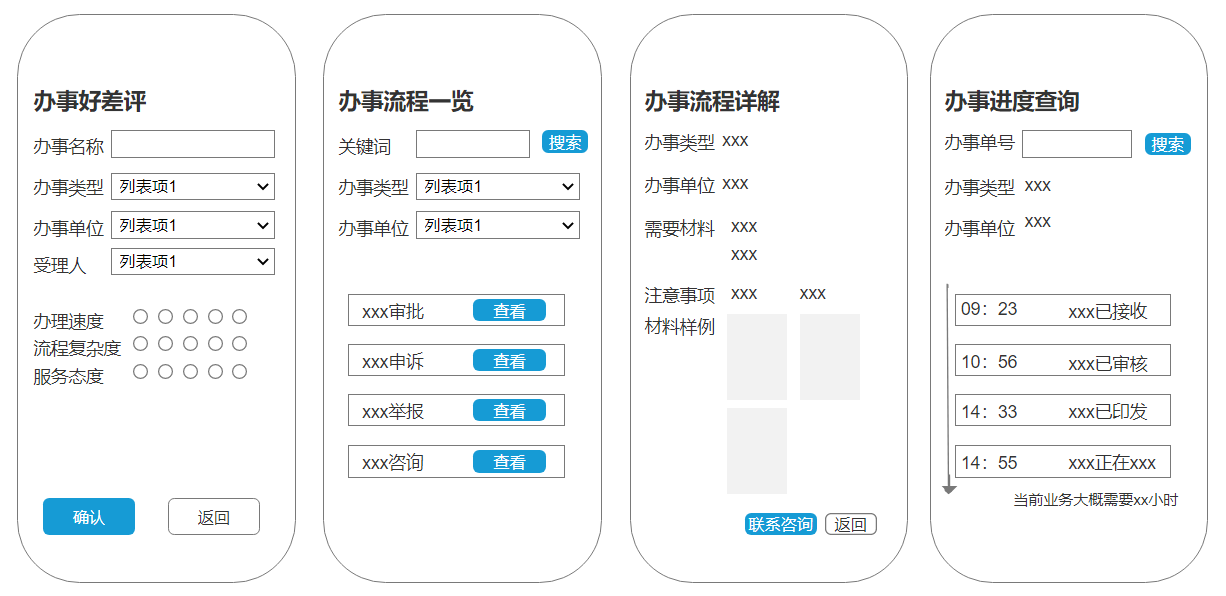 办事好差评
办事名称
办事类型 列表项1
办事单位 列表项1
受理人 列表项1
办理速度
流程复杂度
服务态度
确认 返回
办事流程一览
关键词 搜索
办事类型 列表项1
办事单位 列表项1
xxx审批 查看
xxx申诉 查看
xxx举报 查看
xxx咨询 查看
办事流程详解
办事类型 xxx
办事单位 xxx
需要材料 xxx
xxx
注意事项 xxx xxx
材料样例
联系咨询 返回
办事进度查询
办事单号 搜索
办事类型 xxx
办事单位 xxx
09：23 xxx已接收
10：56 xxx已审核
14：33 xxx已印发
14：55 xxx正在xxx
当前业务大概需要xx小时